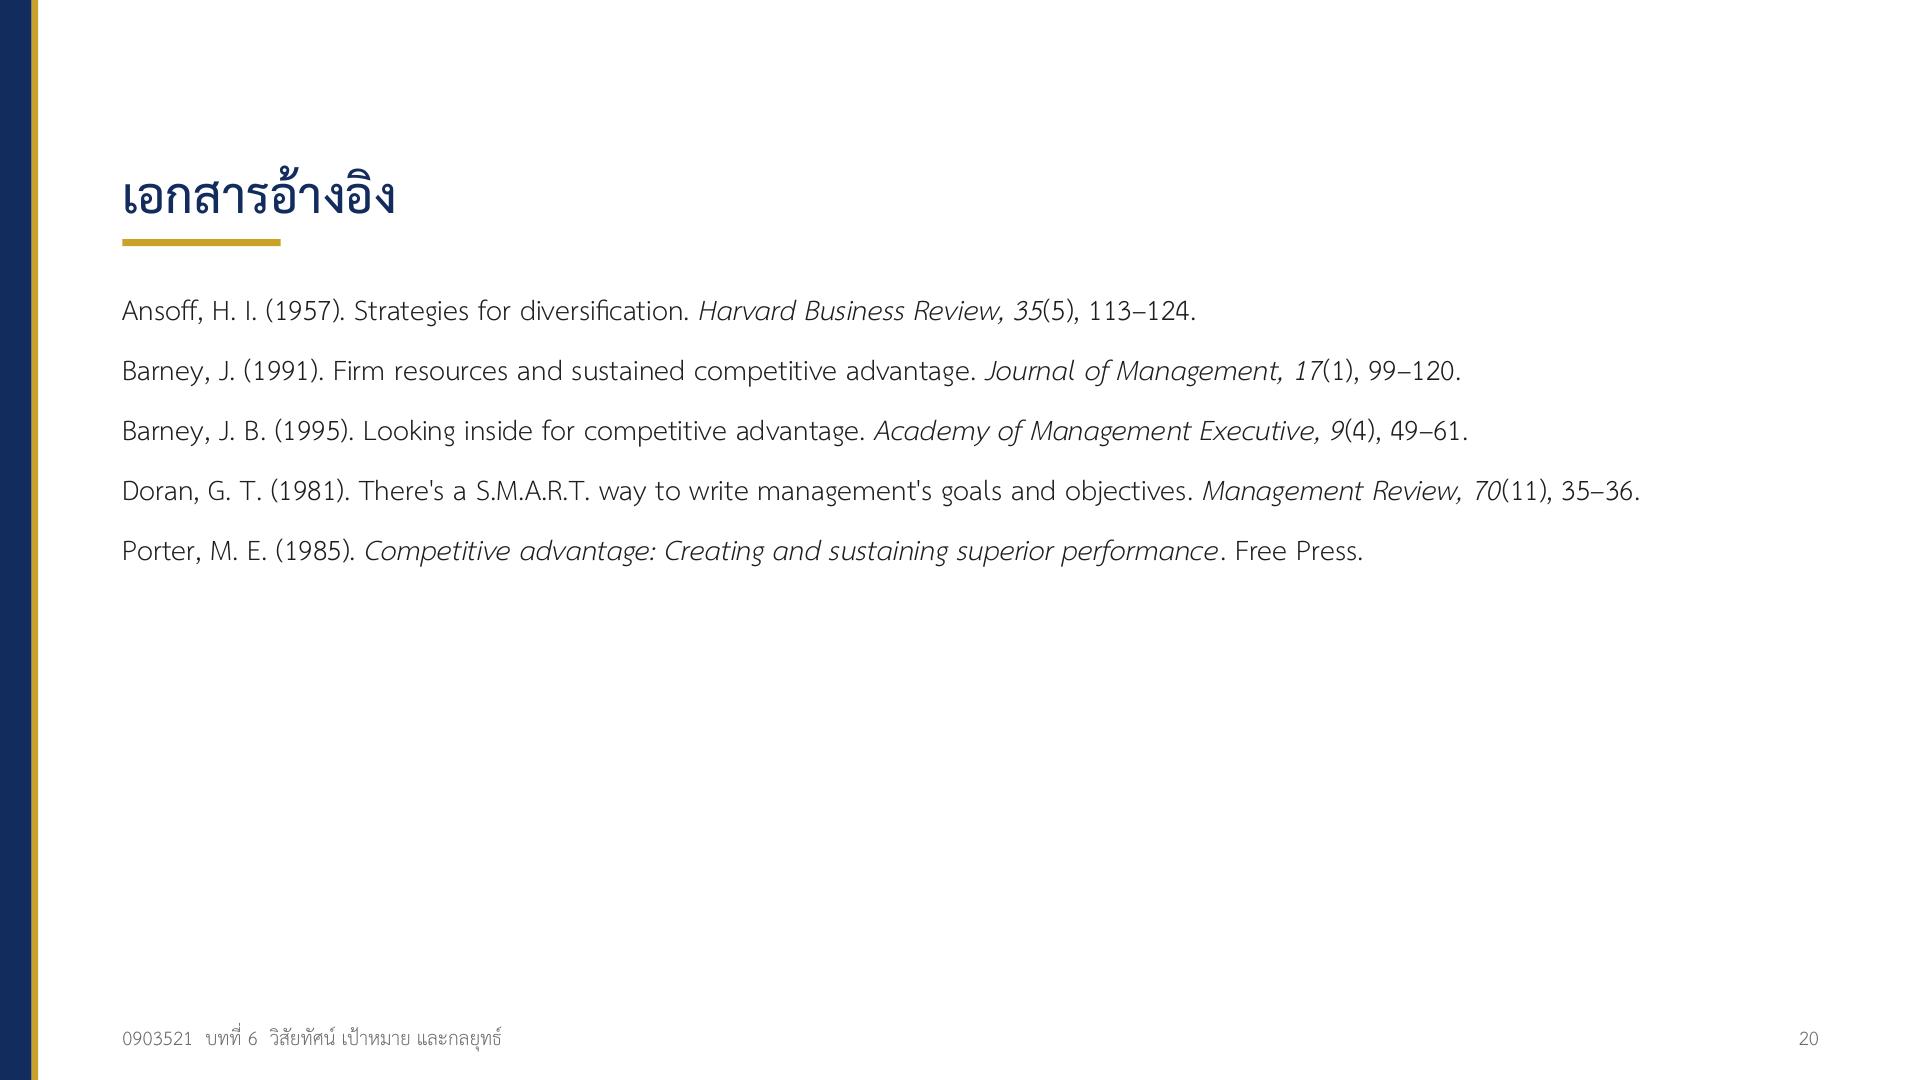 เอกสารอ้างอิง
Ansoff, H. I. (1957). Strategies for diversification. Harvard Business Review, 35(5), 113–124.
Barney, J. (1991). Firm resources and sustained competitive advantage. Journal of Management, 17(1), 99–120.
Barney, J. B. (1995). Looking inside for competitive advantage. Academy of Management Executive, 9(4), 49–61.
Doran, G. T. (1981). There's a S.M.A.R.T. way to write management's goals and objectives. Management Review, 70(11), 35–36.
Porter, M. E. (1985). Competitive advantage: Creating and sustaining superior performance. Free Press.
0903521 บทที่ 6 วิสัยทัศน์ เป้าหมาย และกลยุทธ์
20